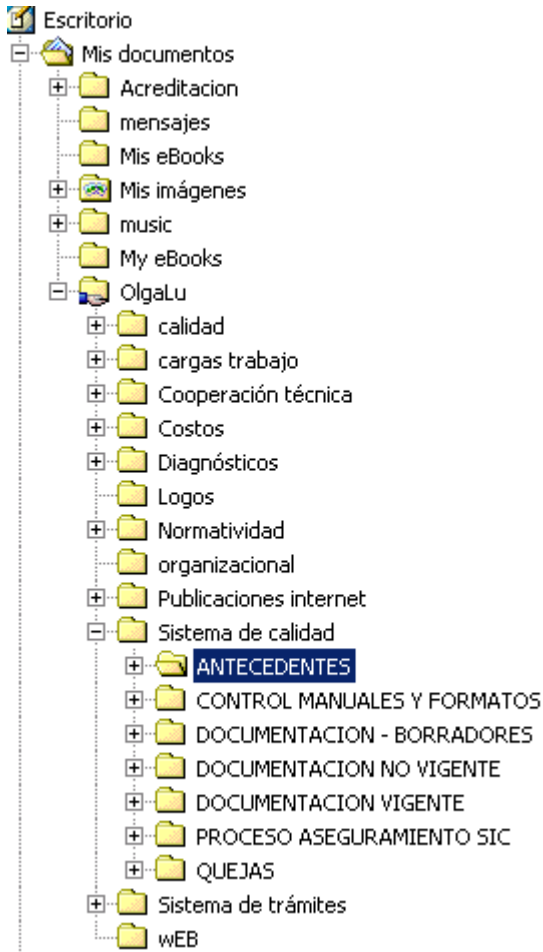 Escritorio
Mis documentos
Acreditacion
mensajes
Mis eBooks
Mis imágenes
music
My eBooks
OlgaLu
calidad
cargas trabajo
Cooperación técnica
Costos
Diagnósticos
Logos
Normatividad
organizacional
Publicaciones internet
Sistema de calidad
ANTECEDENTES
CONTROL MANUALES Y FORMATOS
DOCUMENTACION - BORRADORES
DOCUMENTACION NO VIGENTE
DOCUMENTACION VIGENTE
PROCESO ASEGURAMIENTO SIC
QUEJAS
Sistema de trámites
wEB